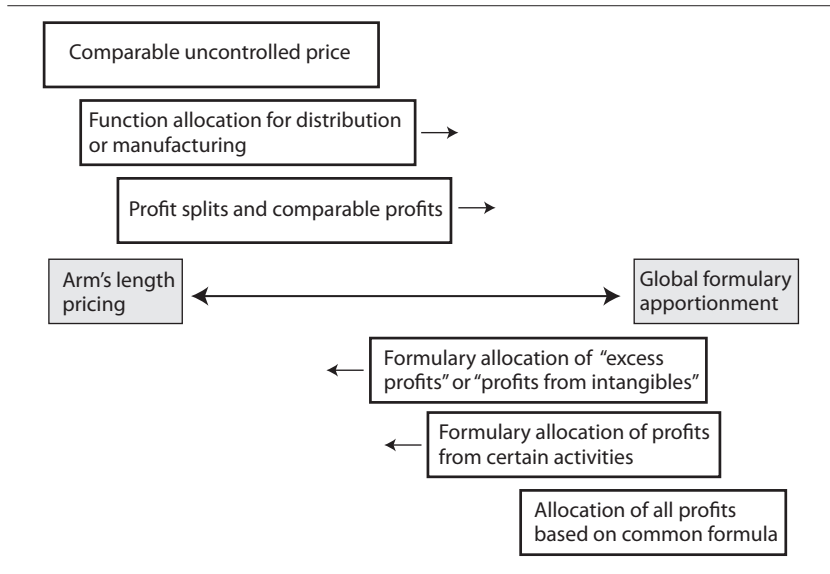 Comparable uncontrolled price
Function allocation for distribution
or manufacturing
Profit splits and comparable profits
Arm’s length
pricing
Global formulary
apportionment
Formulary allocation of “excess
profits” or “profits from intangibles”
Formulary allocation of profits
from certain activities
Allocation of all profits
based on common formula